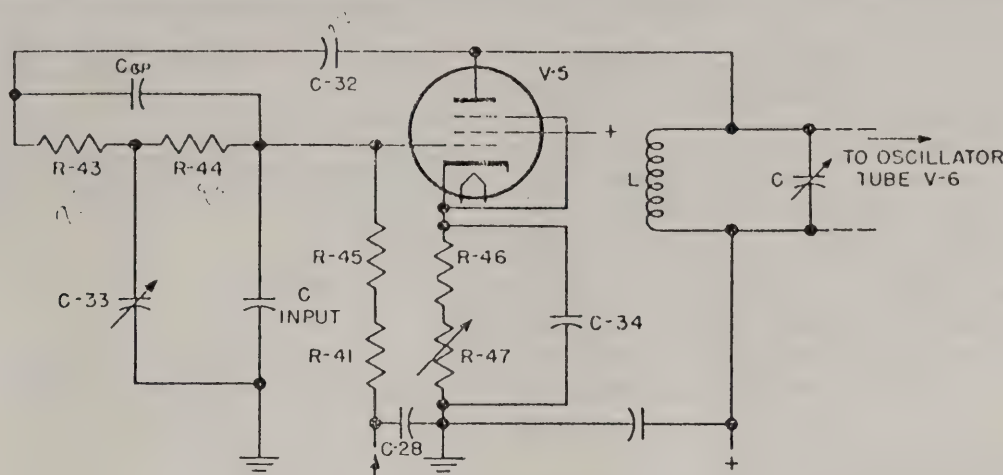 C-32
V-5
CGP
R-43
R-44
+
L
C
TO OSCILLATOR
TUBE V-6
R-45
R-46
C-33
C
INPUT
C-34
R-41
R-47
C-28
+